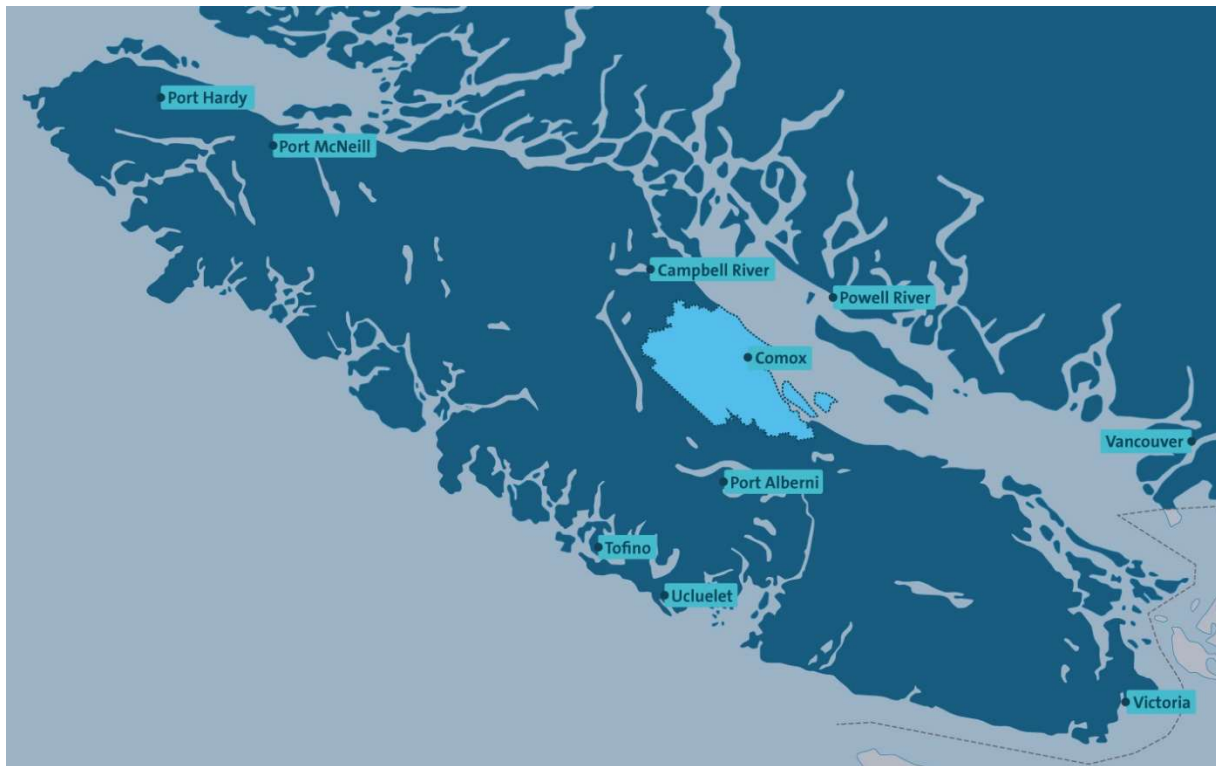 Port Hardy
Port McNeill
Campbell River
Powell River
Comox
Vancouver
Port Alberni
Tofino
Ucluelet
Victoria